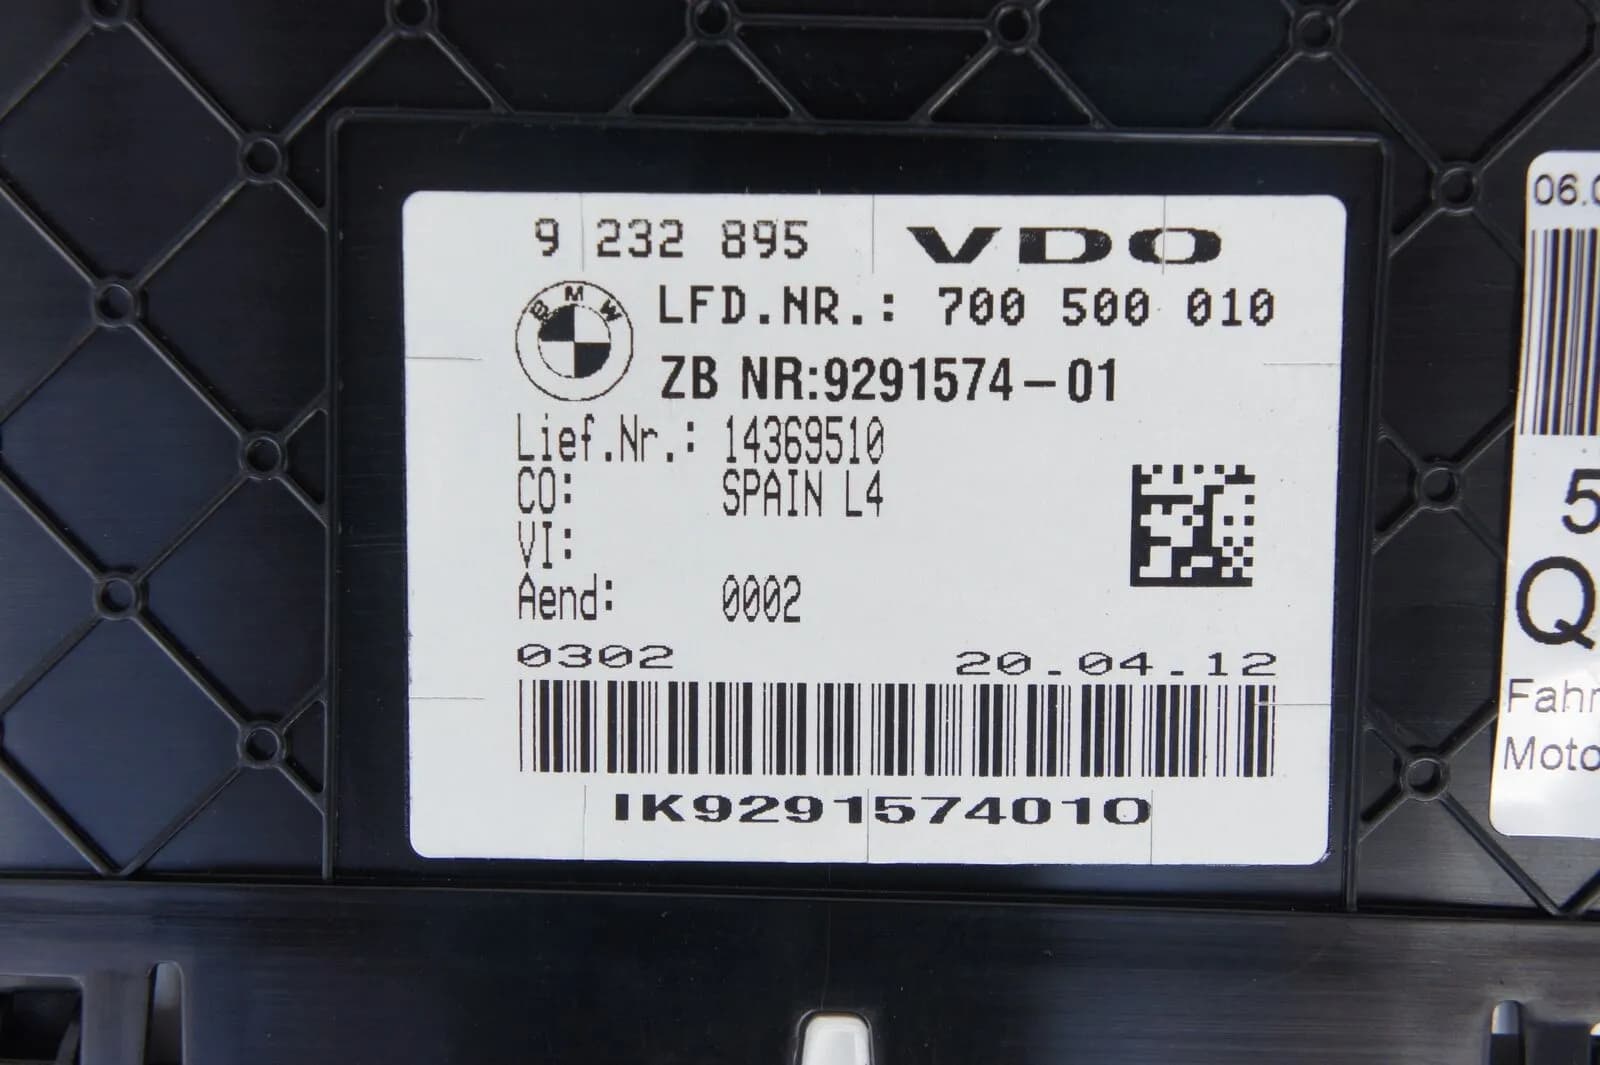 9 232 895 VDO
BMW
LFD.NR.: 700 500 010
ZB NR:9291574-01
Lief.Nr.: 14369510
CO: SPAIN L4
VI:
Aend: 0002
0302 20.04.12
IK9291574010
06.0
5
Q
Fahr
Moto